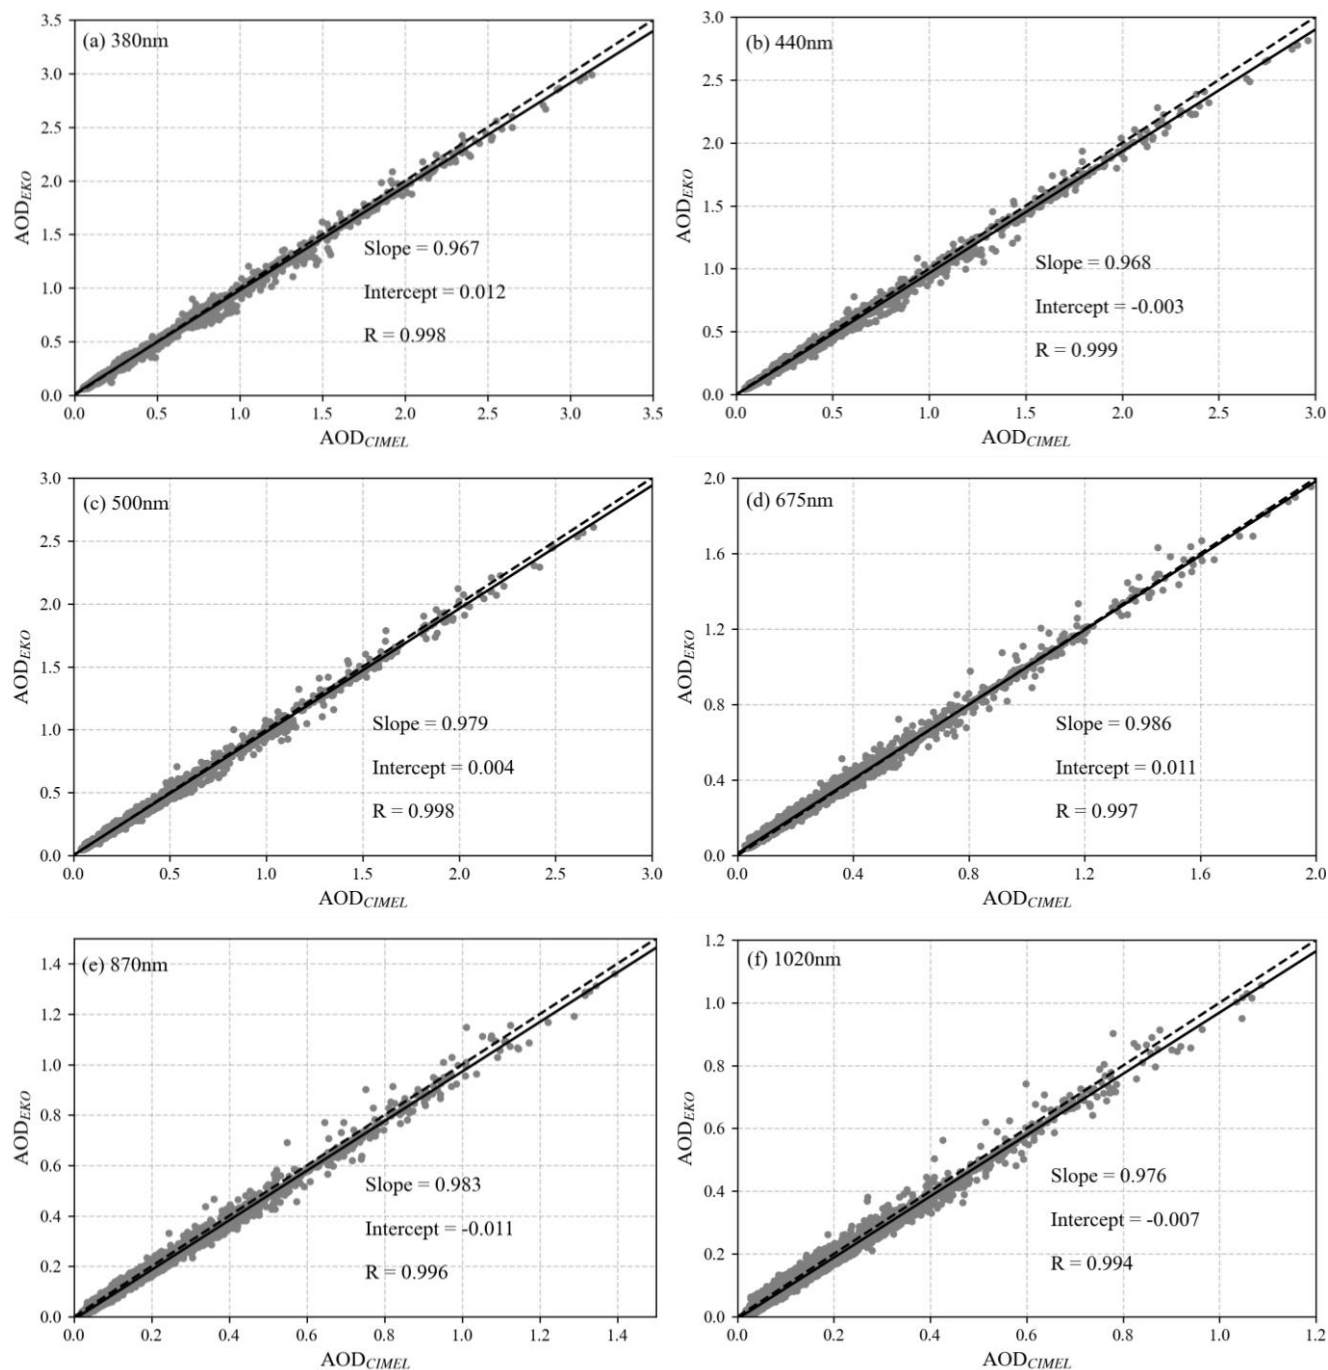 (a) 380nm
3.5
3.0
2.5
2.0
1.5
1.0
0.5
0.0
AOD_EKO
Slope = 0.967
Intercept = 0.012
R = 0.998
0.0 0.5 1.0 1.5 2.0 2.5 3.0 3.5
AOD_CIMEL
(b) 440nm
3.0
2.5
2.0
1.5
1.0
0.5
0.0
AOD_EKO
Slope = 0.968
Intercept = -0.003
R = 0.999
0.0 0.5 1.0 1.5 2.0 2.5 3.0
AOD_CIMEL
(c) 500nm
3.0
2.5
2.0
1.5
1.0
0.5
0.0
AOD_EKO
Slope = 0.979
Intercept = 0.004
R = 0.998
0.0 0.5 1.0 1.5 2.0 2.5 3.0
AOD_CIMEL
(d) 675nm
2.0
1.6
1.2
0.8
0.4
0.0
AOD_EKO
Slope = 0.986
Intercept = 0.011
R = 0.997
0.0 0.4 0.8 1.2 1.6 2.0
AOD_CIMEL
(e) 870nm
1.4
1.2
1.0
0.8
0.6
0.4
0.2
0.0
AOD_EKO
Slope = 0.983
Intercept = -0.011
R = 0.996
0.0 0.2 0.4 0.6 0.8 1.0 1.2 1.4
AOD_CIMEL
(f) 1020nm
1.2
1.0
0.8
0.6
0.4
0.2
0.0
AOD_EKO
Slope = 0.976
Intercept = -0.007
R = 0.994
0.0 0.2 0.4 0.6 0.8 1.0 1.2
AOD_CIMEL